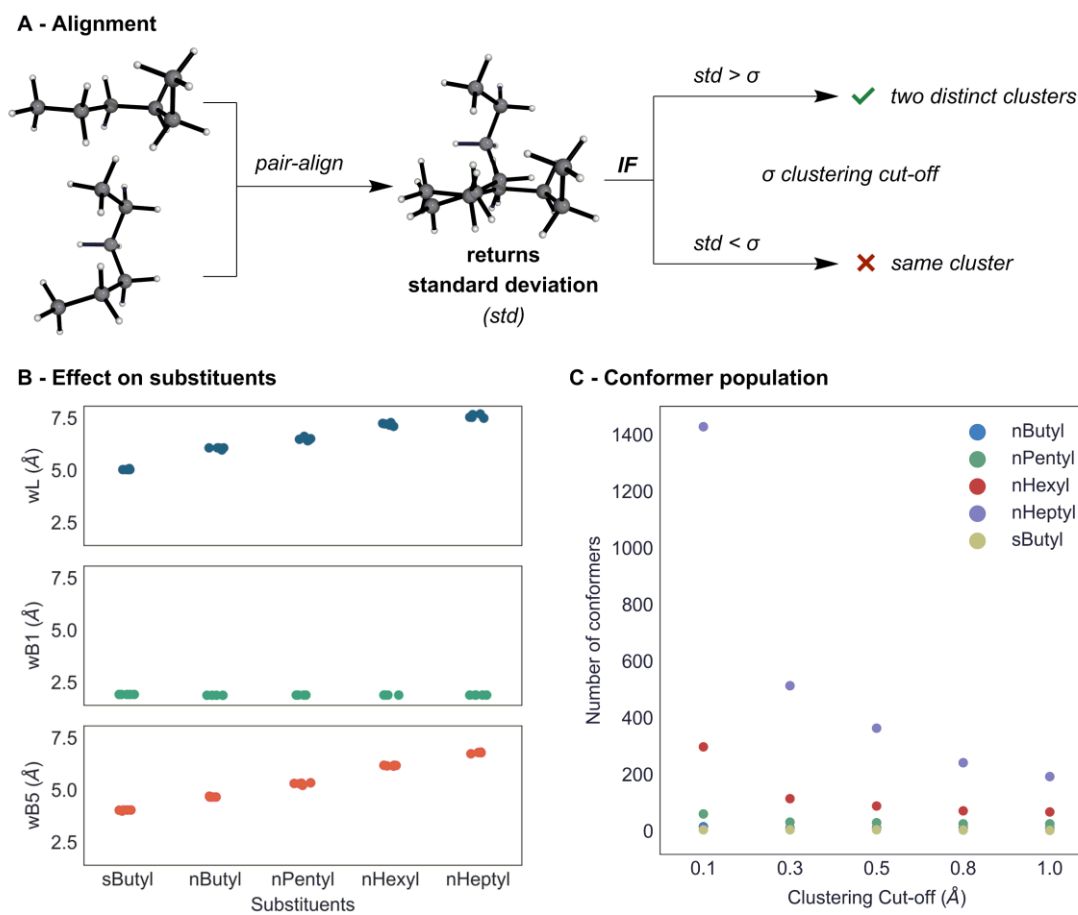 A - Alignment
pair-align
returns
standard deviation
(std)
IF
std > σ
two distinct clusters
σ clustering cut-off
std < σ
same cluster
B - Effect on substituents
7.5
5.0
2.5
wL (Å)
7.5
5.0
2.5
wB1 (Å)
7.5
5.0
2.5
wB5 (Å)
sButyl nButyl nPentyl nHexyl nHeptyl
Substituents
C - Conformer population
1400
1200
1000
800
600
400
200
0
Number of conformers
nButyl
nPentyl
nHexyl
nHeptyl
sButyl
0.1 0.3 0.5 0.8 1.0
Clustering Cut-off (Å)